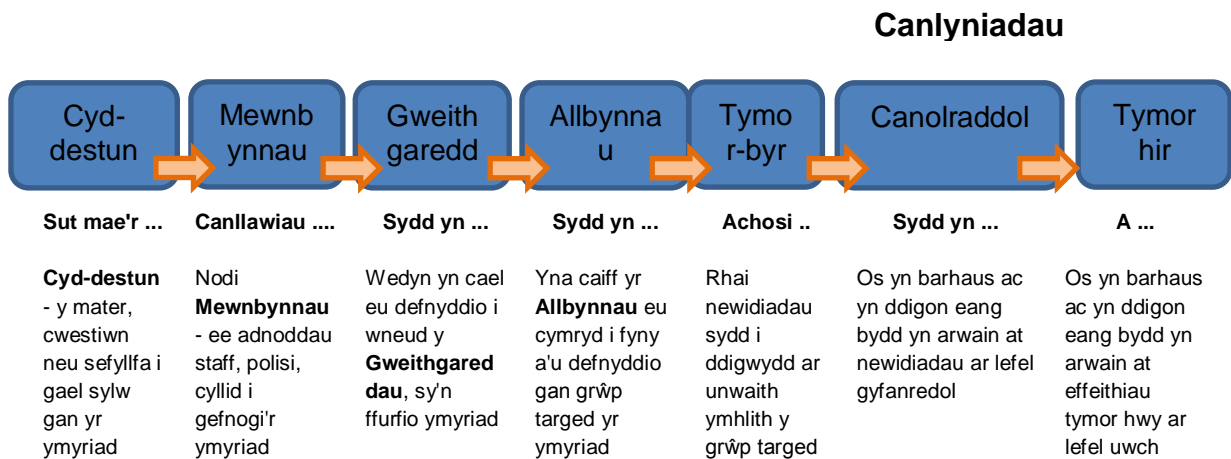 Canlyniadau
Cyd-
destun
Mewnb
ynnau
Gweith
garedd
Allbynna
u
Tymo
r-byr
Canolraddol
Tymor
hir
Sut mae'r ...
Canllawiau ....
Sydd yn ...
Sydd yn ...
Achosi ..
Sydd yn ...
A ...
Cyd-destun
- y mater,
cwestiwn
neu sefyllfa i
gael sylw
gan yr
ymyriad
Nodi
Mewnbynnau
- ee adnoddau
staff, polisi,
cyllid i
gefnogi'r
ymyriad
Wedyn yn cael
eu defnyddio i
wneud y
Gweithgared
dau, sy'n
ffurfio ymyriad
Yna caiff yr
Allbynnau eu
cymryd i fyny
a'u defnyddio
gan grŵp
targed yr
ymyriad
Rhai
newidiadau
sydd i
ddigwydd ar
unwaith
ymhlith y
grŵp targed
Os yn barhaus ac
yn ddigon eang
bydd yn arwain at
newidiadau ar lefel
gyfanredol
Os yn barhaus
ac yn ddigon
eang bydd yn
arwain at
effeithiau
tymor hwy ar
lefel uwch